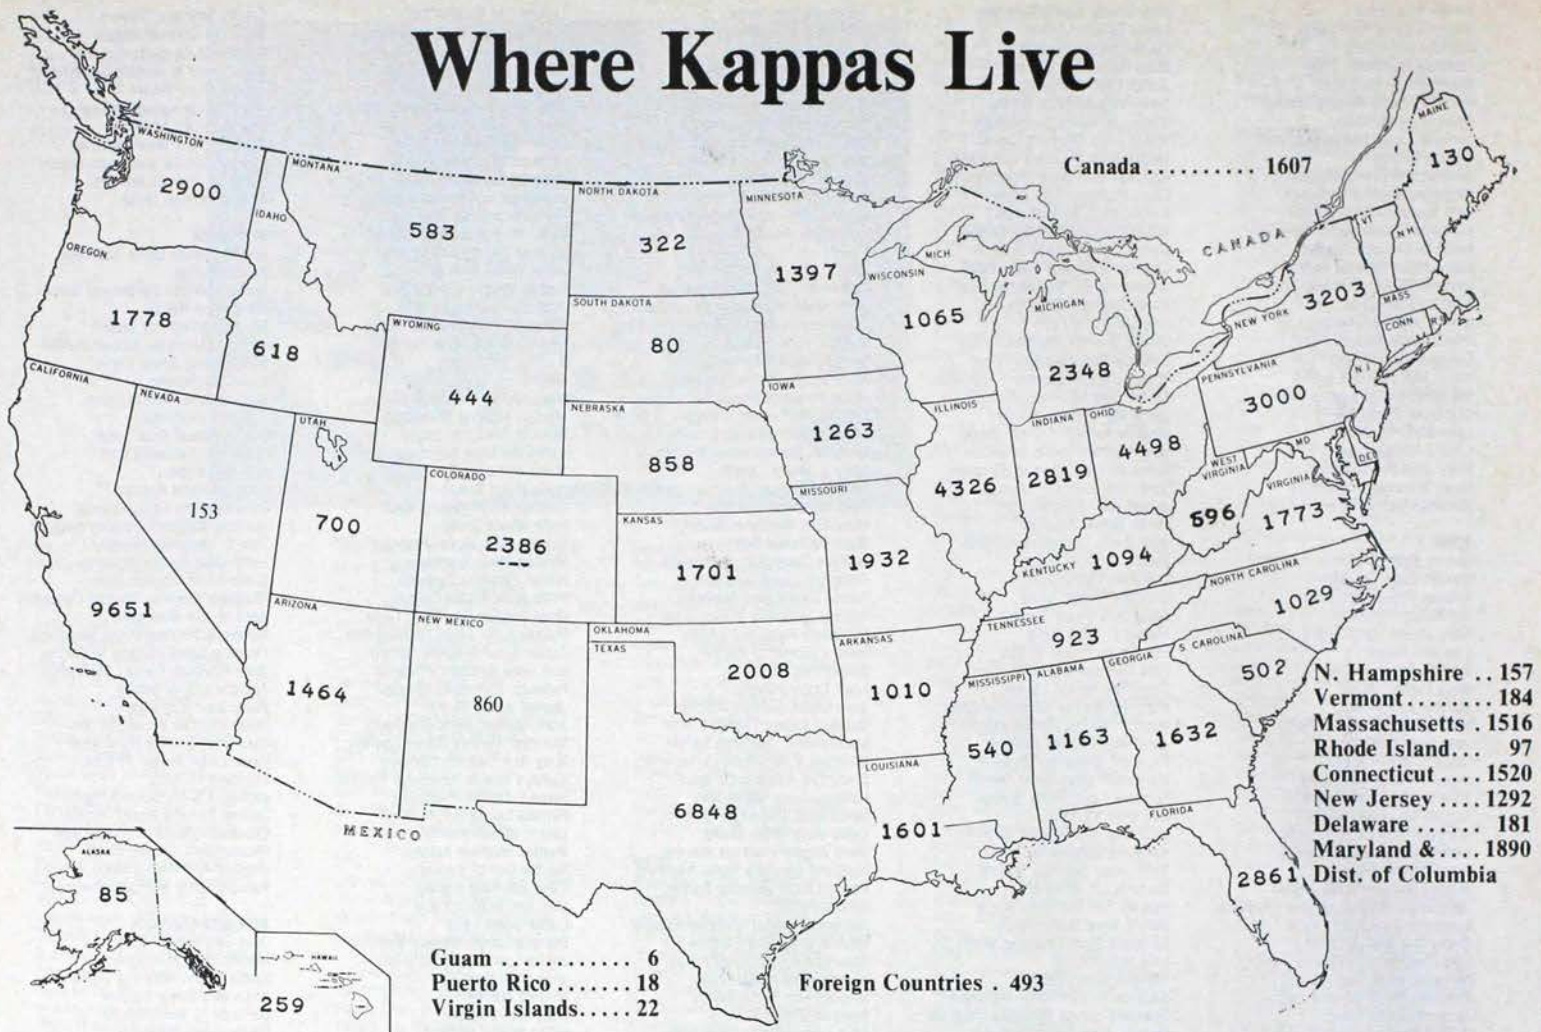 Where Kappas Live
Canada .......... 1607
WASHINGTON
2900
MONTANA
583
IDAHO
618
NORTH DAKOTA
322
MINNESOTA
1397
MAINE
130
OREGON
1778
WYOMING
444
SOUTH DAKOTA
80
WISCONSIN
1065
MICH
MICHIGAN
2348
CANADA
VT
NH
NEW YORK
3203
MASS
CONN
R.I.
CALIFORNIA
9651
NEVADA
153
UTAH
700
COLORADO
2386
NEBRASKA
858
IOWA
1263
ILLINOIS
4326
INDIANA
2819
OHIO
4498
PENNSYLVANIA
3000
N J
MD
DEL
WEST
VIRGINIA
596
VIRGINIA
1773
KANSAS
1701
MISSOURI
1932
KENTUCKY
1094
NORTH CAROLINA
1029
ARIZONA
1464
NEW MEXICO
860
OKLAHOMA
2008
TEXAS
6848
ARKANSAS
1010
TENNESSEE
923
S. CAROLINA
502
MISSISSIPPI
540
ALABAMA
1163
GEORGIA
1632
LOUISIANA
1601
FLORIDA
2861
MEXICO
N. Hampshire .. 157
Vermont ........ 184
Massachusetts . 1516
Rhode Island... 97
Connecticut .... 1520
New Jersey .... 1292
Delaware ...... 181
Maryland & .... 1890
Dist. of Columbia
ALASKA
85
HAWAII
259
Guam ............ 6
Puerto Rico ....... 18
Virgin Islands..... 22
Foreign Countries . 493